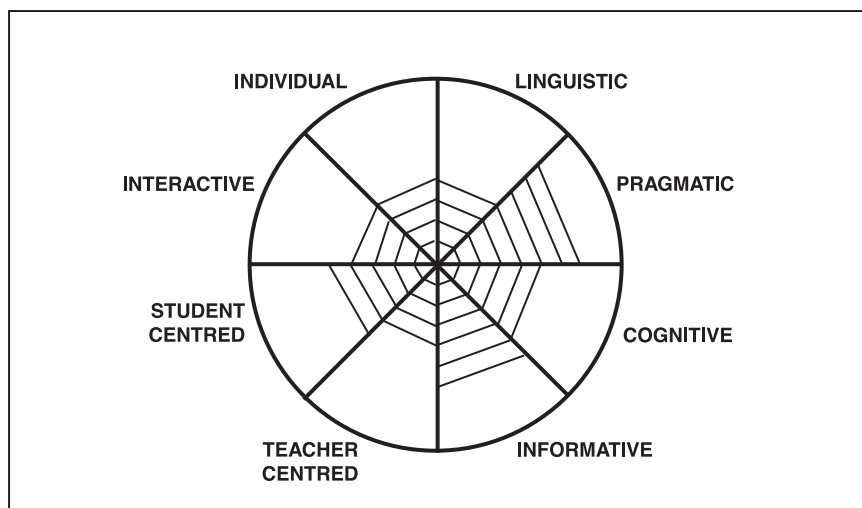 INDIVIDUAL
LINGUISTIC
INTERACTIVE
PRAGMATIC
STUDENT
CENTRED
COGNITIVE
TEACHER
CENTRED
INFORMATIVE